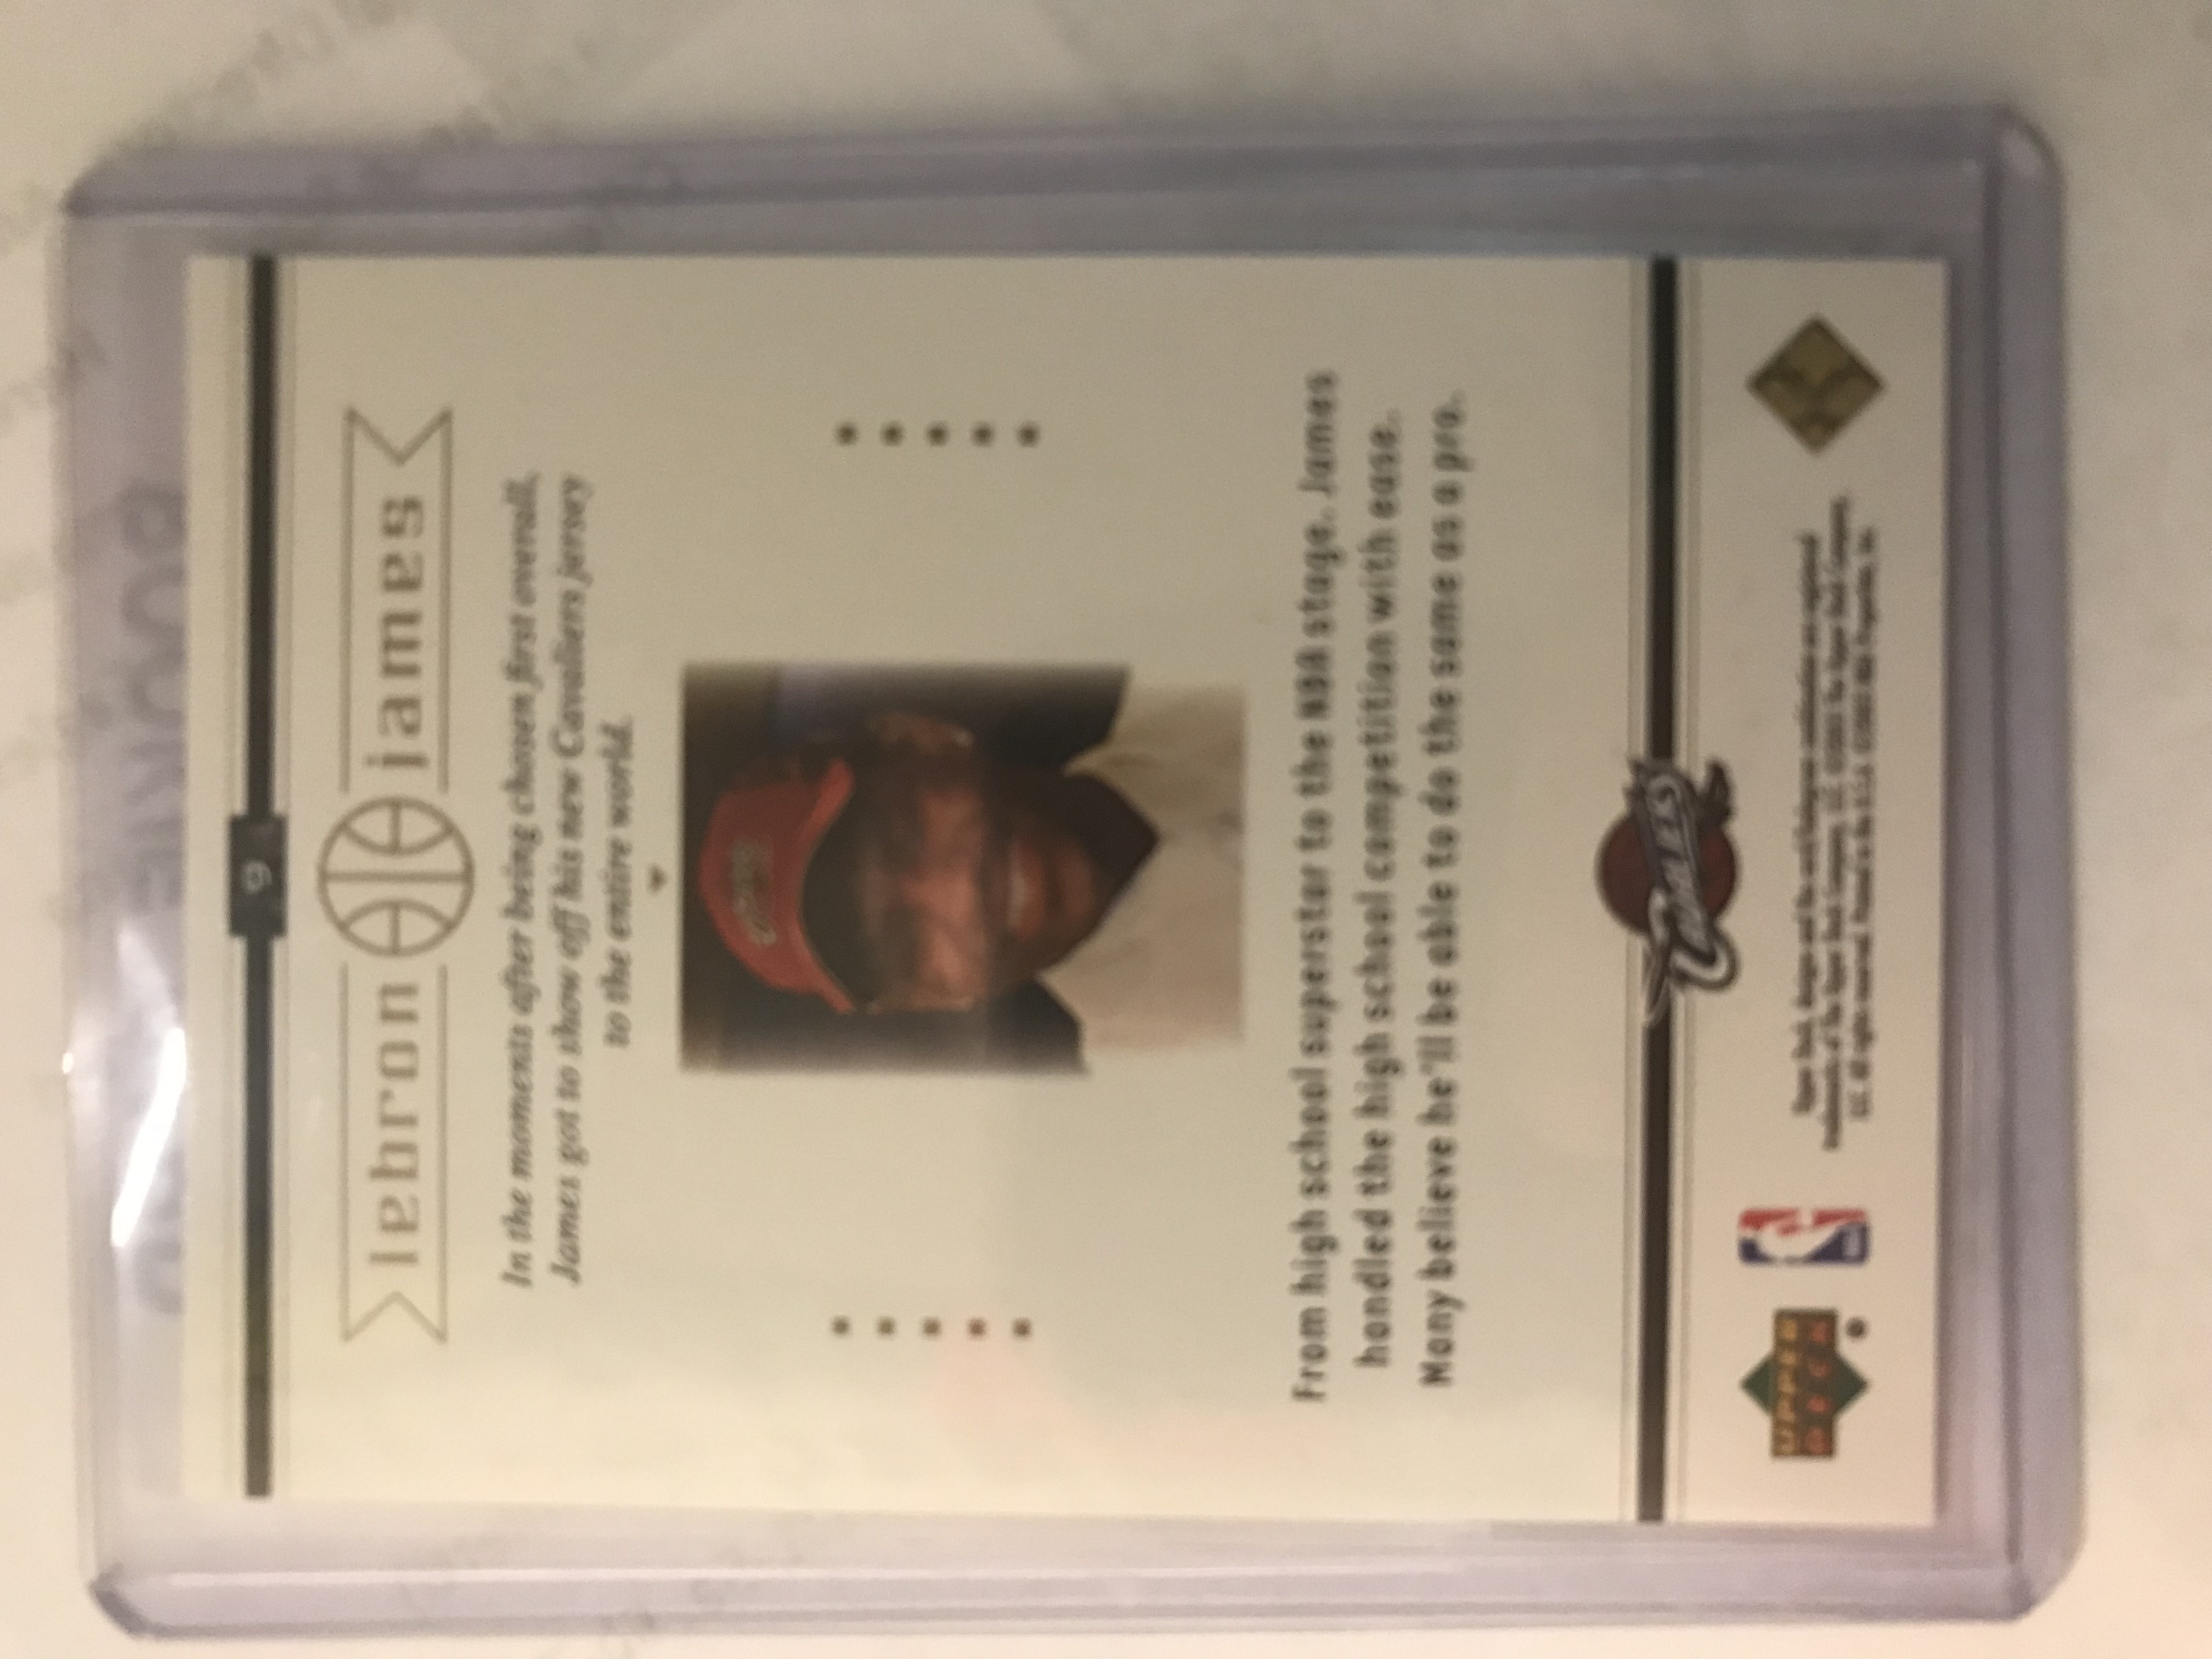 ROOKIE
9
lebron james
In the moments after being chosen first overall,
James got to show off his new Cavaliers jersey
to the entire world.
From high school superstar to the NBA stage. James
handled the high school competition with ease.
Many believe he'll be able to do the same as a pro.
CAVALIERS
UPPER
DECK
Upper Deck, designs and the card/hologram combination are registered
trademarks of The Upper Deck Company, LLC. ©2003 The Upper Deck Company,
LLC. All rights reserved. Printed in the U.S.A. ©2003 NBA Properties, Inc.